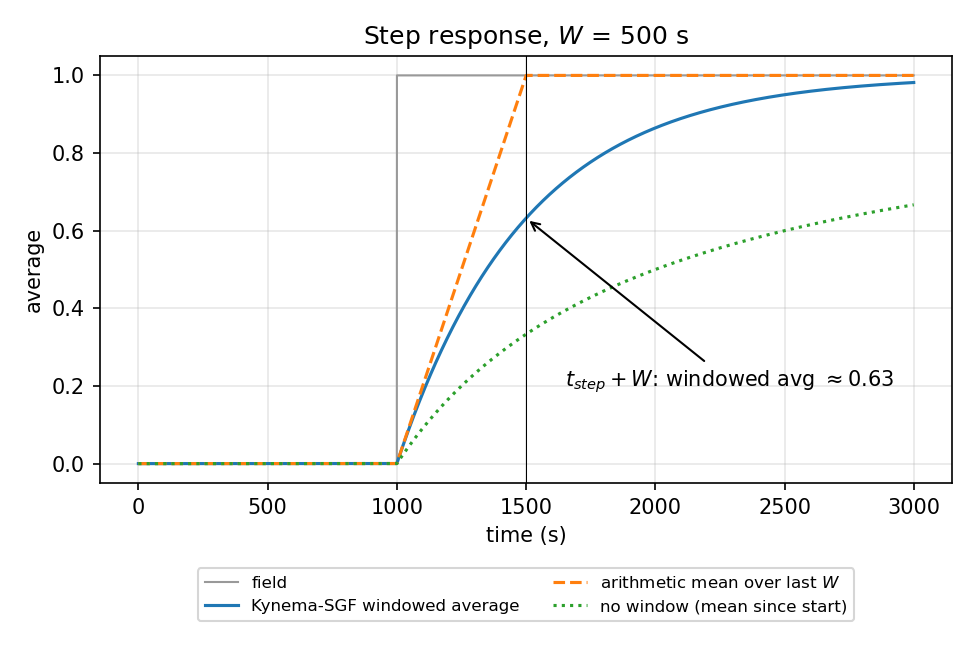 Step response, W = 500 s
average
1.0
0.8
0.6
0.4
0.2
0.0
t_step + W: windowed avg ≈ 0.63
0 500 1000 1500 2000 2500 3000
time (s)
field
Kynema-SGF windowed average
arithmetic mean over last W
no window (mean since start)